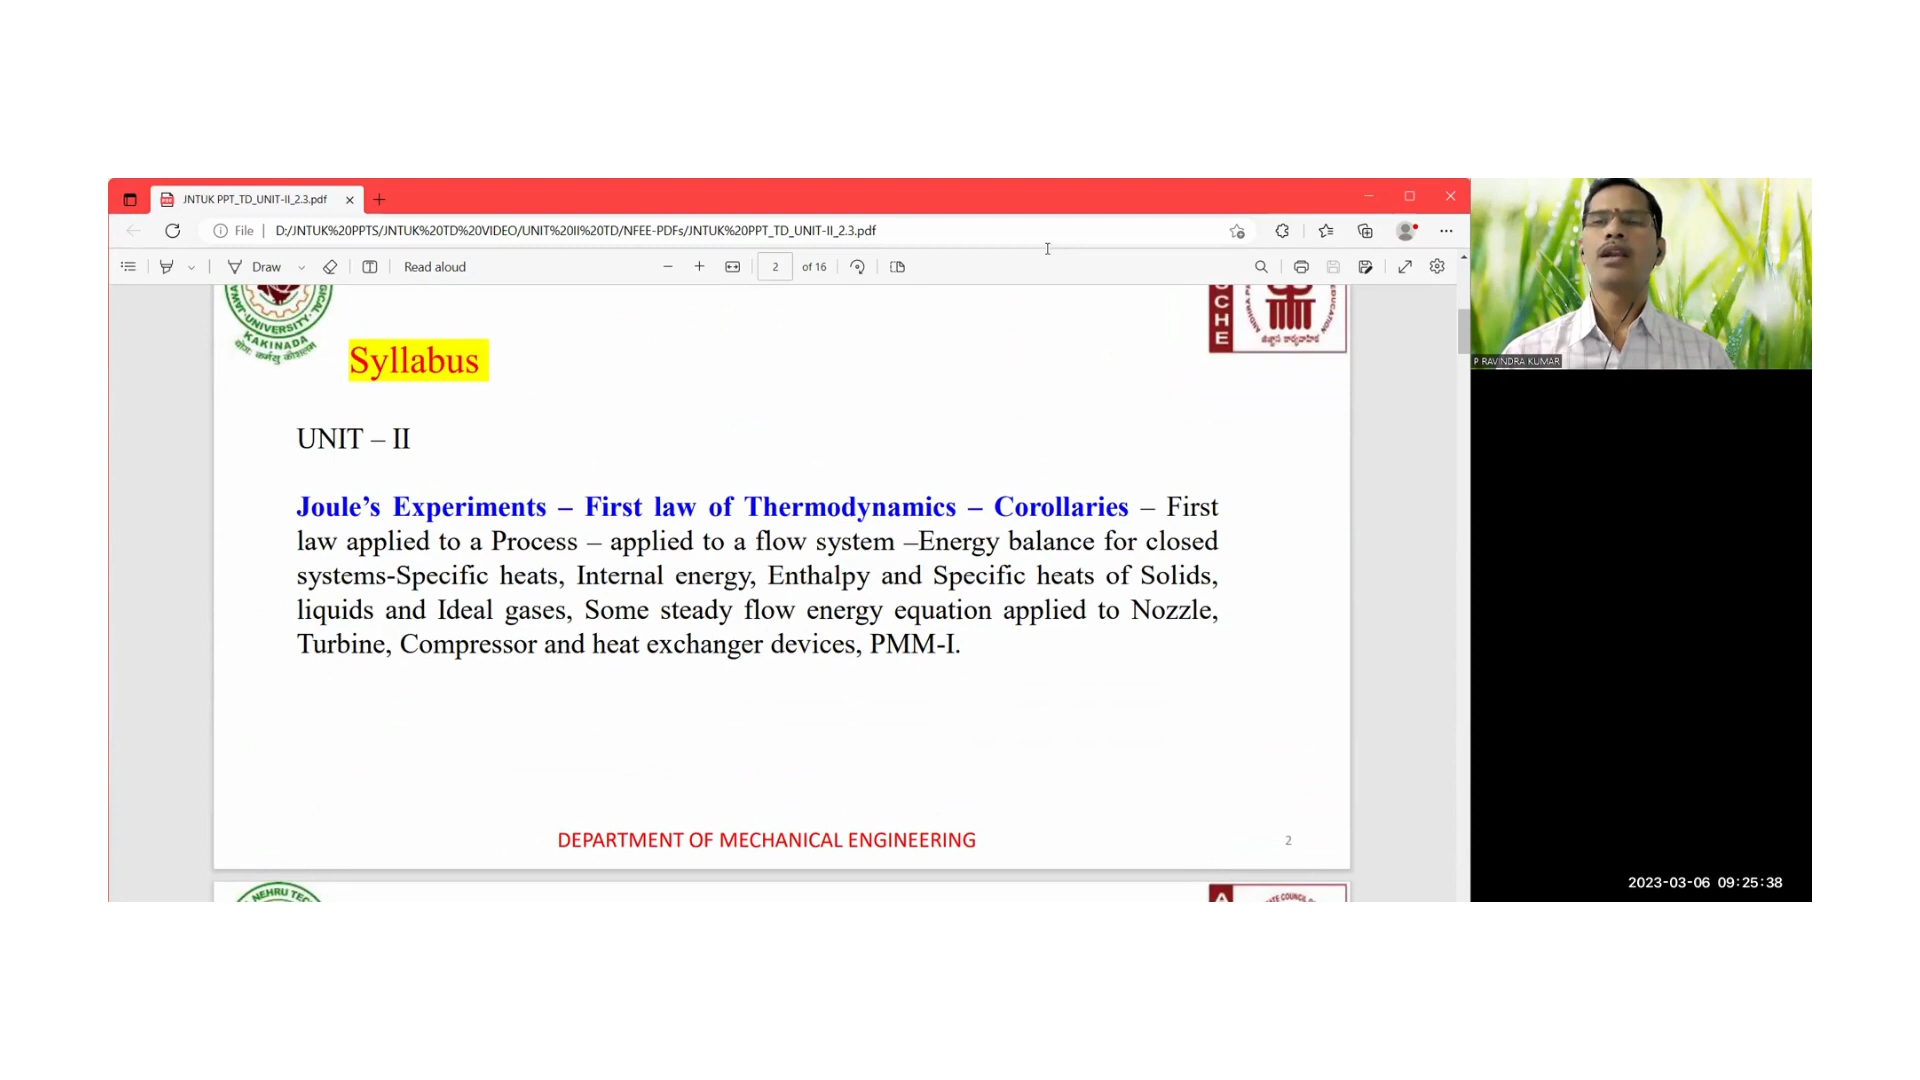 JNTUK PPT_TD_UNIT-II_2.3.pdf
File | D:/JNTUK%20PPTS/JNTUK%20TD%20VIDEO/UNIT%20II%20TD/NFEE-PDFs/JNTUK%20PPT_TD_UNIT-II_2.3.pdf
Draw Read aloud 2 of 16
UNIVERSITY
KAKINADA
CHE
EDUCATION
Syllabus
UNIT – II
Joule’s Experiments – First law of Thermodynamics – Corollaries – First
law applied to a Process – applied to a flow system –Energy balance for closed
systems-Specific heats, Internal energy, Enthalpy and Specific heats of Solids,
liquids and Ideal gases, Some steady flow energy equation applied to Nozzle,
Turbine, Compressor and heat exchanger devices, PMM-I.
DEPARTMENT OF MECHANICAL ENGINEERING 2
NEHRU
A
P RAVINDRA KUMAR
2023-03-06 09:25:38